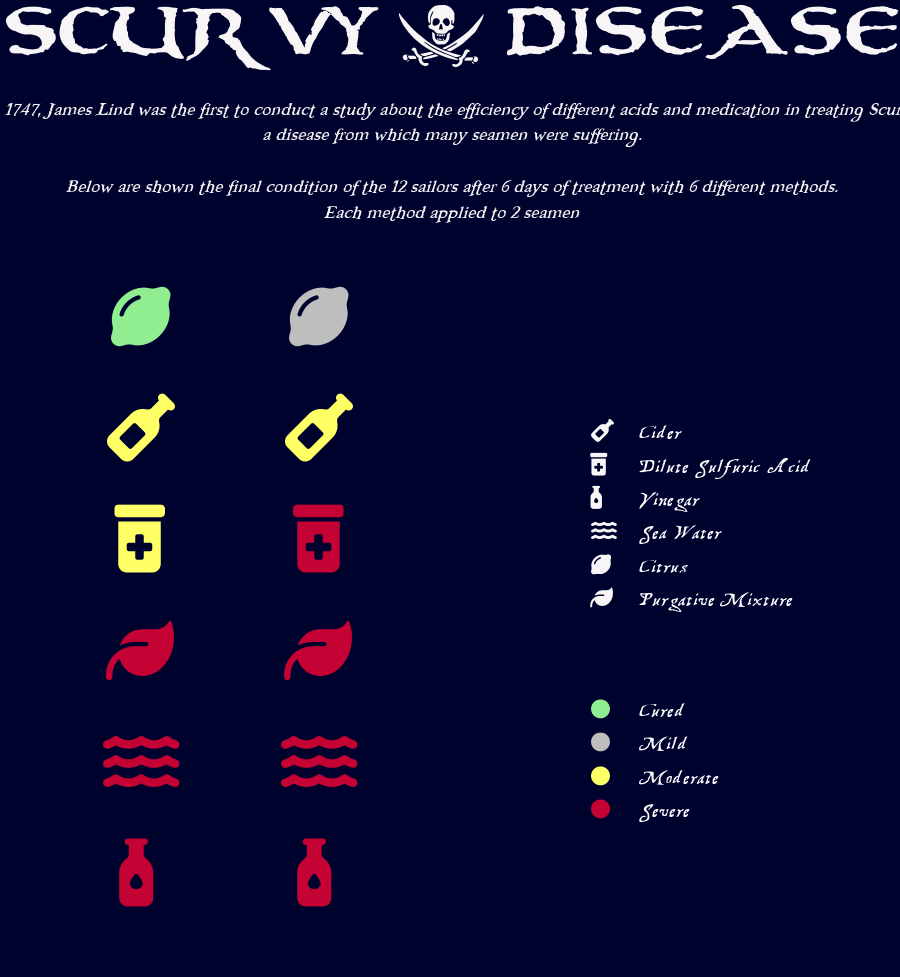 SCURVY DISEASE
1747, James Lind was the first to conduct a study about the efficiency of different acids and medication in treating
a disease from which many seamen were suffering.
Below are shown the final condition of the 12 sailors after 6 days of treatment with 6 different methods.
Each method applied to 2 seamen
Cider
Dilute Sulfuric Acid
Vinegar
Sea Water
Citrus
Purgative Mixture
Cured
Mild
Moderate
Severe